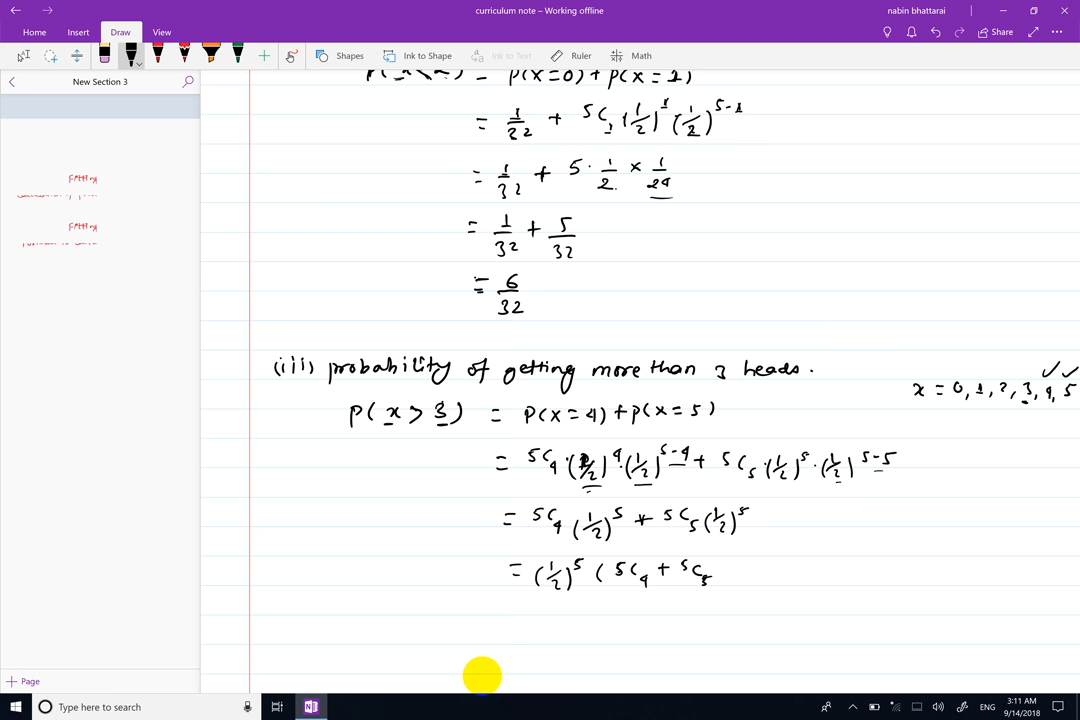 curriculum note – Working offline
nabin bhattarai
Home Insert Draw View
Share
Shapes Ink to Shape Ink to Text Ruler Math
New Section 3
P(x<2) = p(x=0) + p(x=1)
= 1/32 + 5C1 (1/2)^1 (1/2)^5-1
= 1/32 + 5 · 1/2 × 1/24
= 1/32 + 5/32
= 6/32
(iii) probability of getting more than 3 heads.
x = 0, 1, 2, 3, 4, 5
P( x > 3 ) = P(x=4) + p(x=5)
= 5C4 · (1/2)^4 · (1/2)^5-4 + 5C5 · (1/2)^5 · (1/2)^5-5
= 5C4 (1/2)^5 + 5C5 (1/2)^5
= (1/2)^5 ( 5C4 + 5C5
Page
Type here to search
ENG
3:11 AM
9/14/2018